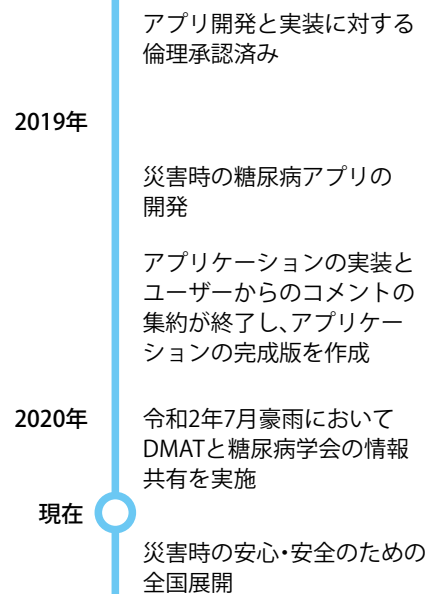 アプリ開発と実装に対する
倫理承認済み
2019年
災害時の糖尿病アプリの
開発
アプリケーションの実装と
ユーザーからのコメントの
集約が終了し、アプリケー
ションの完成版を作成
2020年
令和2年7月豪雨において
DMATと糖尿病学会の情報
共有を実施
現在
災害時の安心・安全のための
全国展開